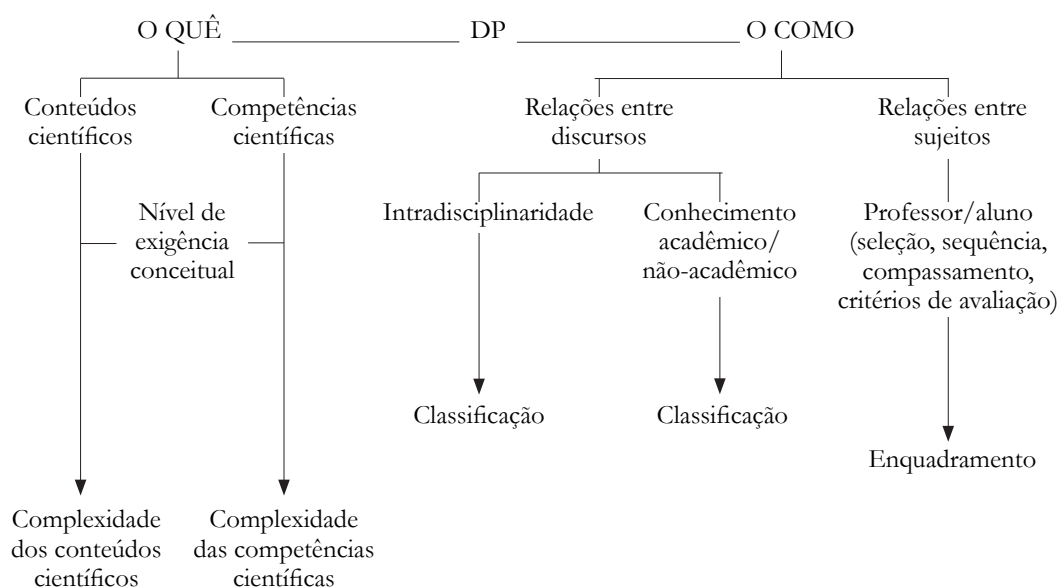 O QUÊ DP O COMO
Conteúdos
científicos
Competências
científicas
Relações entre
discursos
Relações entre
sujeitos
Nível de
exigência
conceitual
Intradisciplinaridade
Conhecimento
acadêmico/
não-acadêmico
Professor/aluno
(seleção, sequência,
compassamento,
critérios de avaliação)
Classificação
Classificação
Enquadramento
Complexidade
dos conteúdos
científicos
Complexidade
das competências
científicas